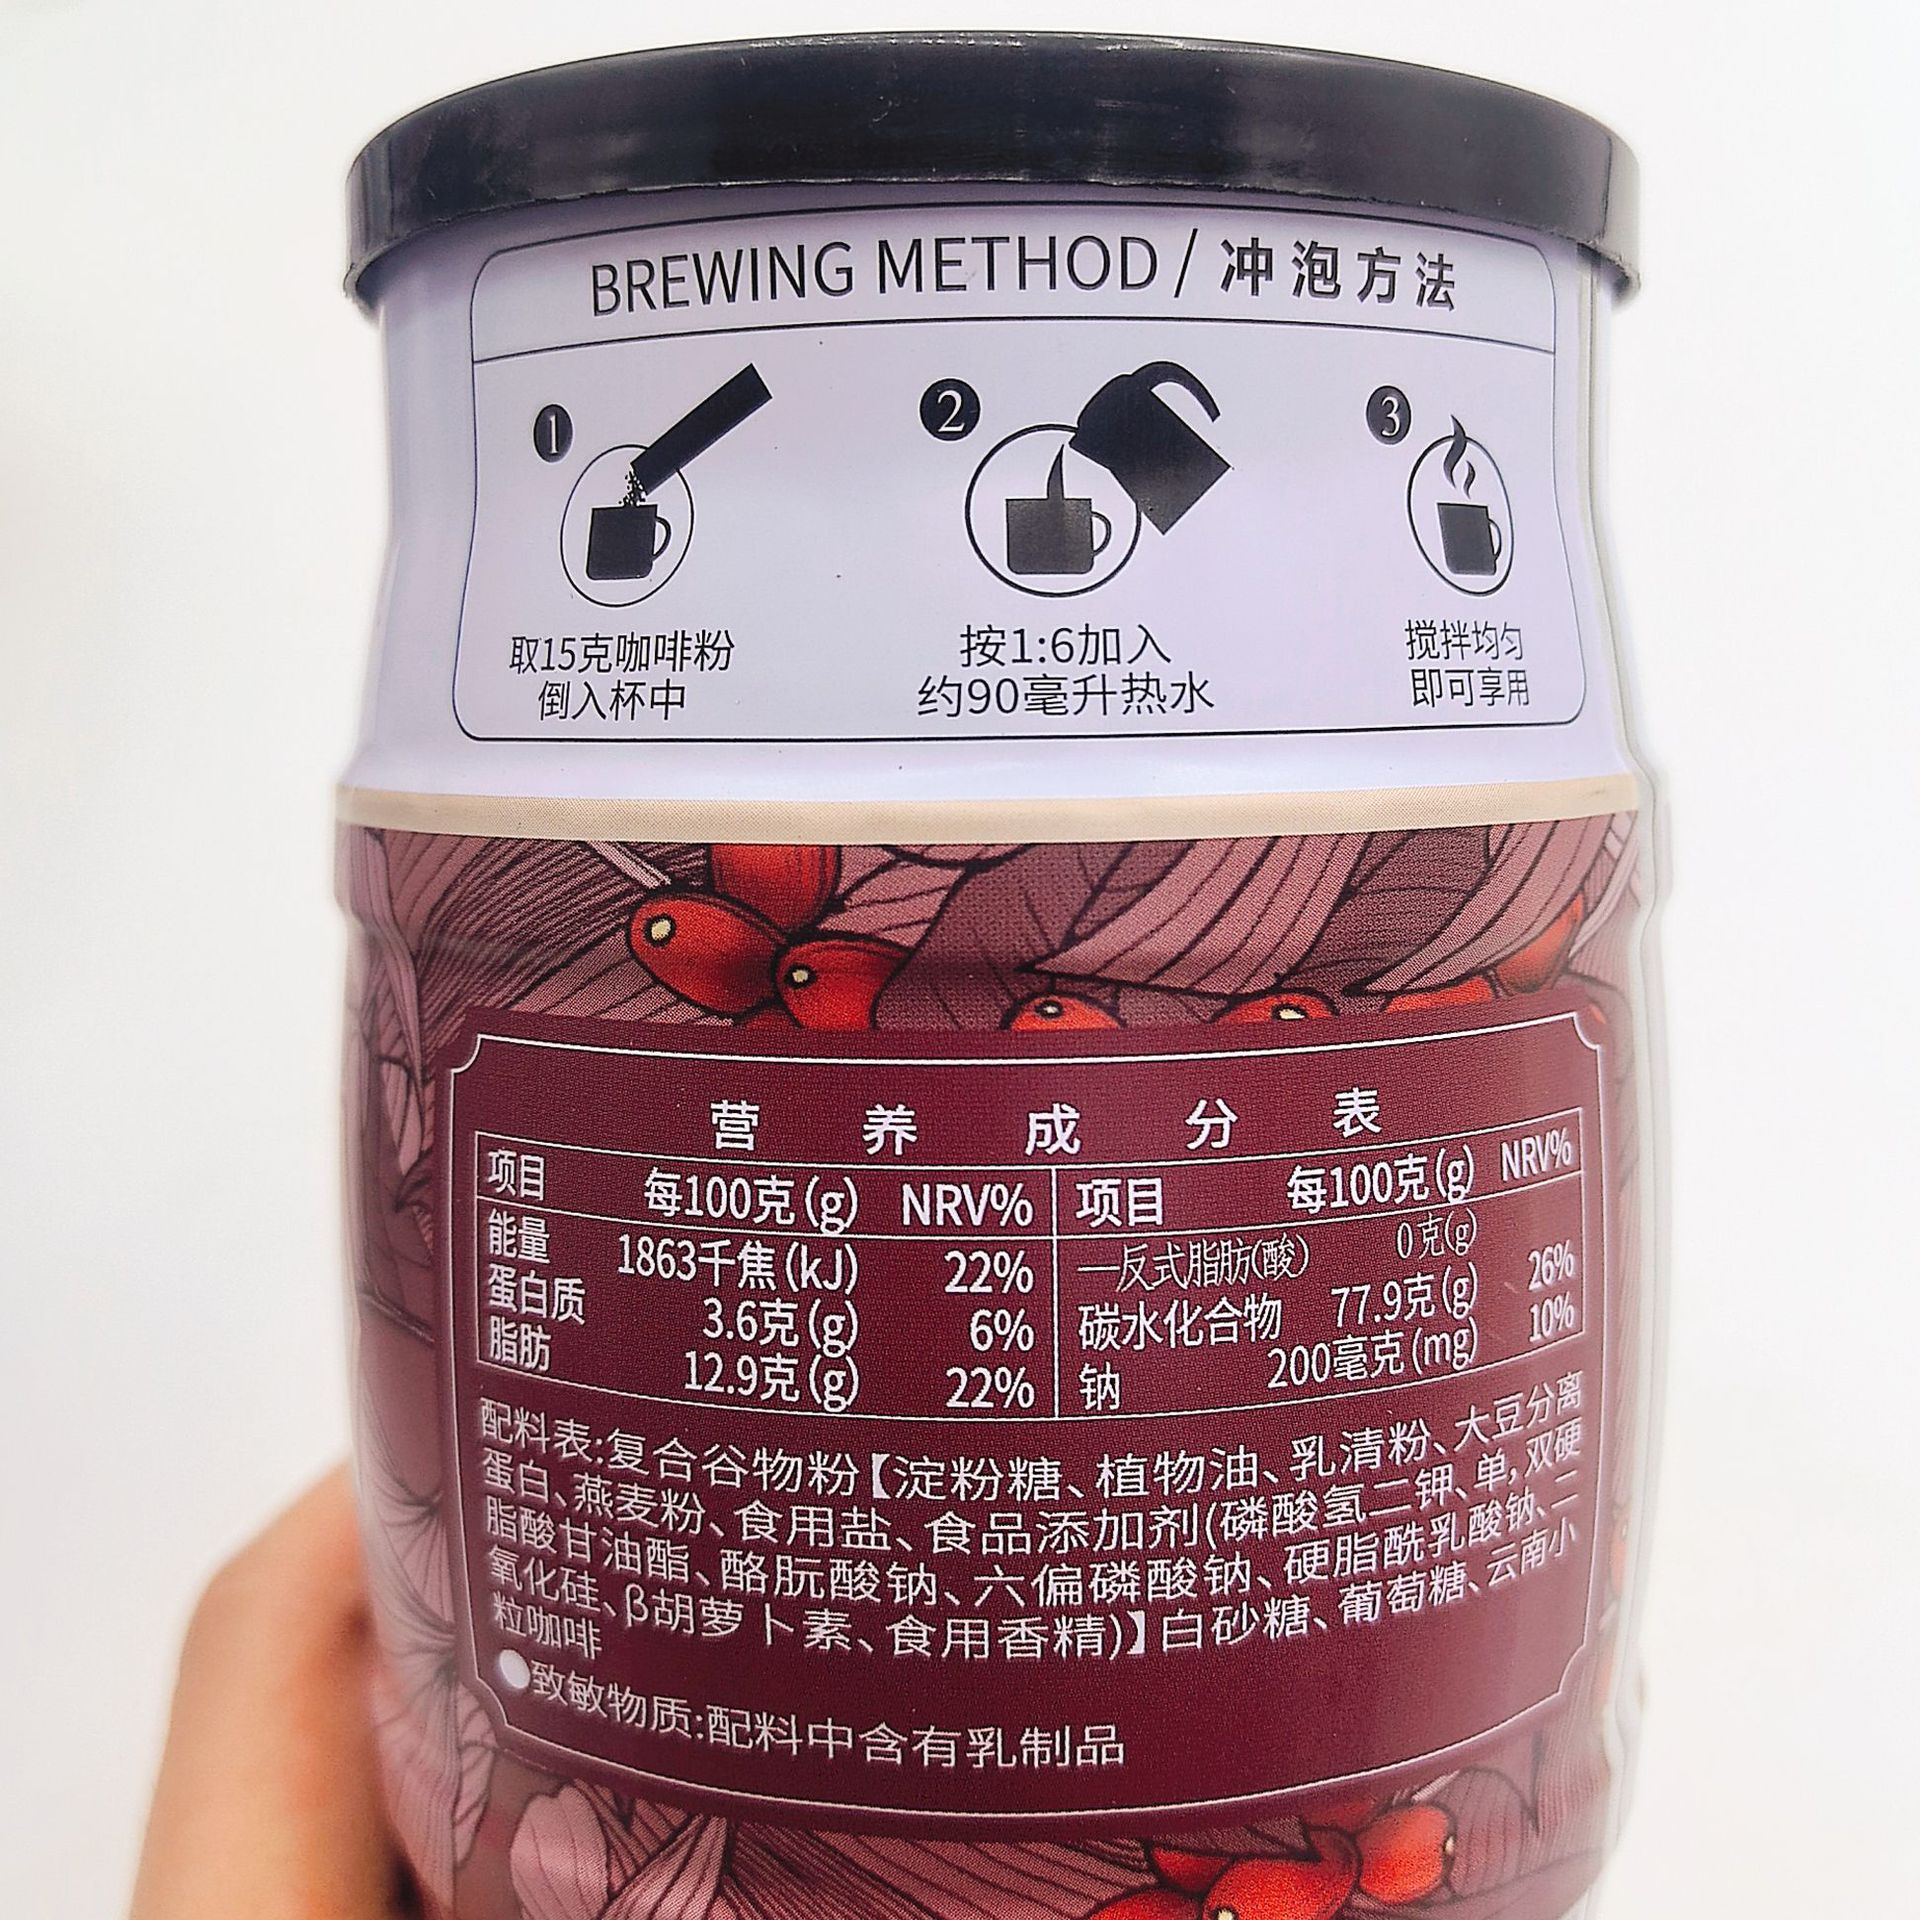 BREWING METHOD / 冲泡方法
1
取15克咖啡粉
倒入杯中
2
按1:6加入
约90毫升热水
3
搅拌均匀
即可享用
营养成分表
项目 每100克(g) NRV% 项目 每100克(g) NRV%
能量 1863千焦(kJ) 22% —反式脂肪(酸) 0克(g)
蛋白质 3.6克(g) 6% 碳水化合物 77.9克(g) 26%
脂肪 12.9克(g) 22% 钠 200毫克(mg) 10%
配料表:复合谷物粉【淀粉糖、植物油、乳清粉、大豆分离
蛋白、燕麦粉、食用盐、食品添加剂(磷酸氢二钾、单,双硬
脂酸甘油酯、酪朊酸钠、六偏磷酸钠、硬脂酰乳酸钠、二
氧化硅、β胡萝卜素、食用香精)】白砂糖、葡萄糖、云南小
粒咖啡
●致敏物质:配料中含有乳制品